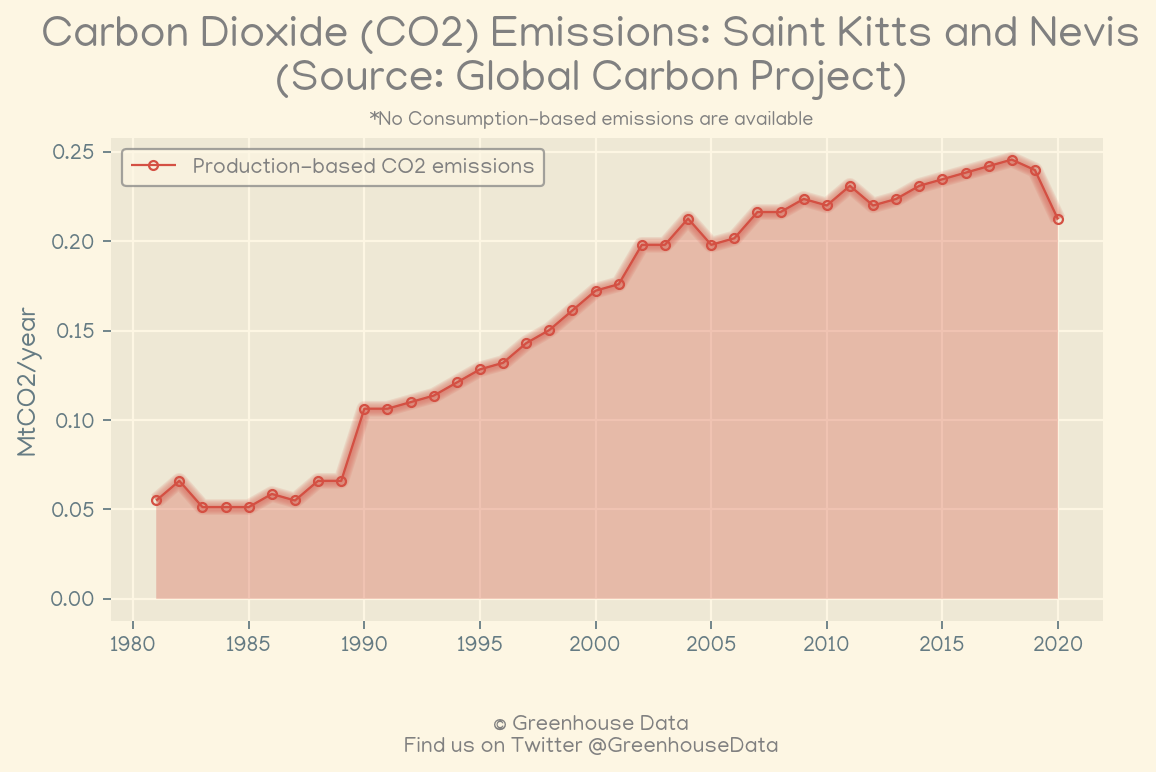 Carbon Dioxide (CO2) Emissions: Saint Kitts and Nevis
(Source: Global Carbon Project)
*No Consumption-based emissions are available
Production-based CO2 emissions
MtCO2/year
0.25
0.20
0.15
0.10
0.05
0.00
1980 1985 1990 1995 2000 2005 2010 2015 2020
© Greenhouse Data
Find us on Twitter @GreenhouseData